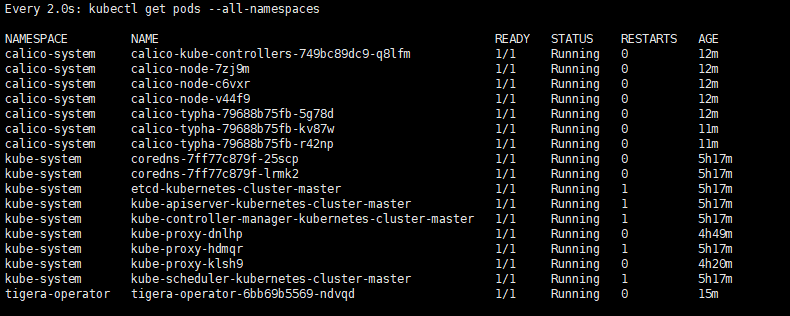 Every 2.0s: kubectl get pods --all-namespaces
NAMESPACE NAME READY STATUS RESTARTS AGE
calico-system calico-kube-controllers-749bc89dc9-q8lfm 1/1 Running 0 12m
calico-system calico-node-7zj9m 1/1 Running 0 12m
calico-system calico-node-c6vxr 1/1 Running 0 12m
calico-system calico-node-v44f9 1/1 Running 0 12m
calico-system calico-typha-79688b75fb-5g78d 1/1 Running 0 12m
calico-system calico-typha-79688b75fb-kv87w 1/1 Running 0 11m
calico-system calico-typha-79688b75fb-r42np 1/1 Running 0 11m
kube-system coredns-7ff77c879f-25scp 1/1 Running 0 5h17m
kube-system coredns-7ff77c879f-lrmk2 1/1 Running 0 5h17m
kube-system etcd-kubernetes-cluster-master 1/1 Running 1 5h17m
kube-system kube-apiserver-kubernetes-cluster-master 1/1 Running 1 5h17m
kube-system kube-controller-manager-kubernetes-cluster-master 1/1 Running 1 5h17m
kube-system kube-proxy-dnlhp 1/1 Running 0 4h49m
kube-system kube-proxy-hdmqr 1/1 Running 1 5h17m
kube-system kube-proxy-klsh9 1/1 Running 0 4h20m
kube-system kube-scheduler-kubernetes-cluster-master 1/1 Running 1 5h17m
tigera-operator tigera-operator-6bb69b5569-ndvqd 1/1 Running 0 15m